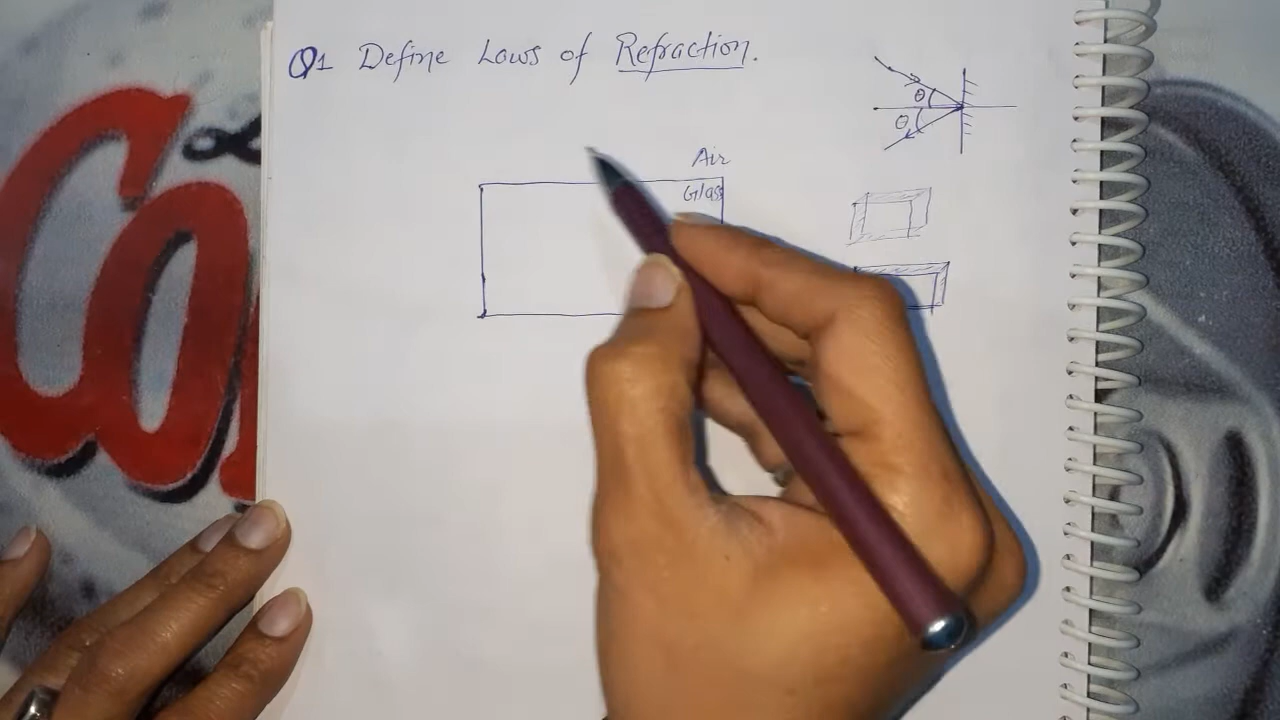 Q1 Define Laws of Refraction.
θ
θ
Air
Glass